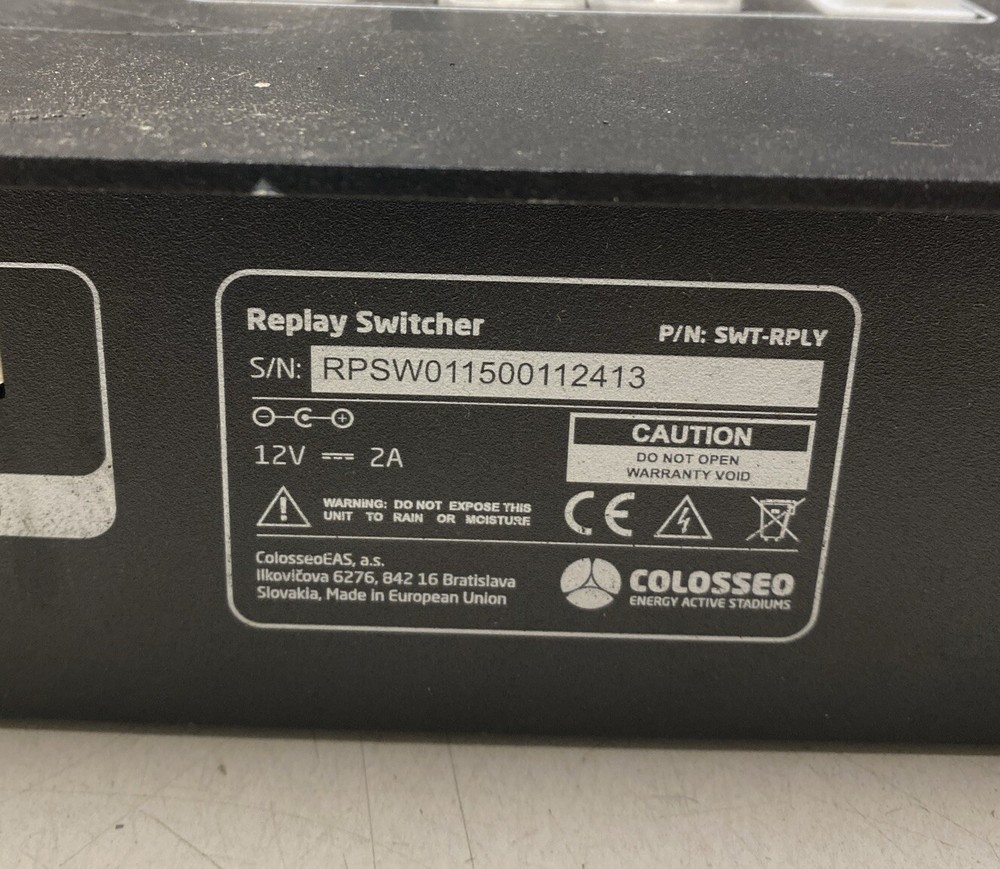 Replay Switcher
P/N: SWT-RPLY
S/N: RPSW011500112413
12V ⎓ 2A
CAUTION
DO NOT OPEN
WARRANTY VOID
WARNING: DO NOT EXPOSE THIS
UNIT TO RAIN OR MOISTURE
CE
ColosseoEAS, a.s.
Ilkovičova 6276, 842 16 Bratislava
Slovakia, Made in European Union
COLOSSEO
ENERGY ACTIVE STADIUMS